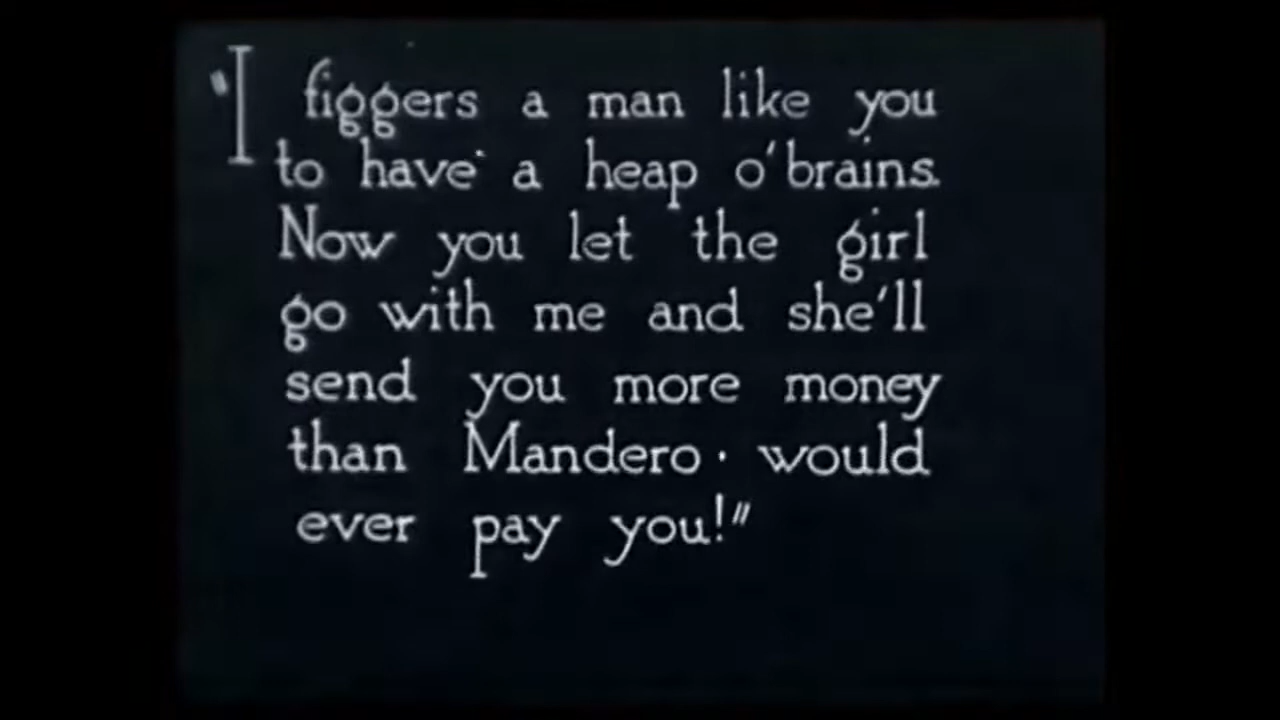 "I figgers a man like you
to have a heap o' brains.
Now you let the girl
go with me and she'll
send you more money
than Mandero would
ever pay you!"